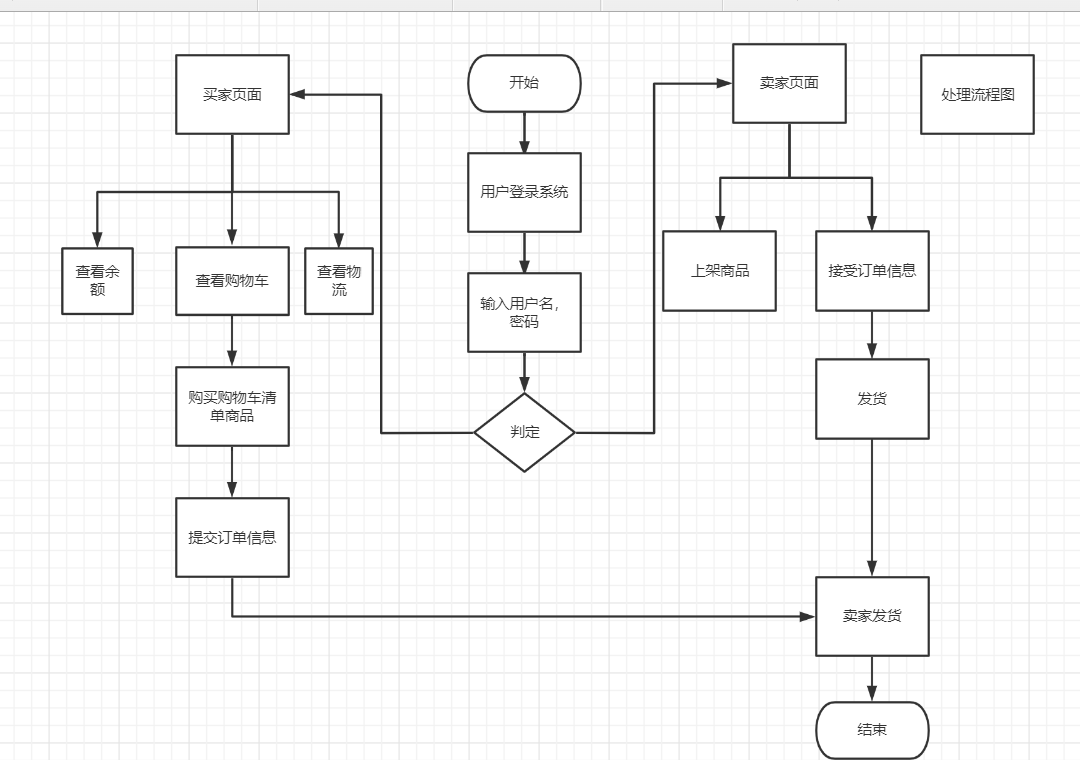 买家页面
开始
卖家页面
处理流程图
用户登录系统
查看余
额
查看购物车
查看物
流
输入用户名，
密码
上架商品
接受订单信息
购买购物车清
单商品
判定
发货
提交订单信息
卖家发货
结束